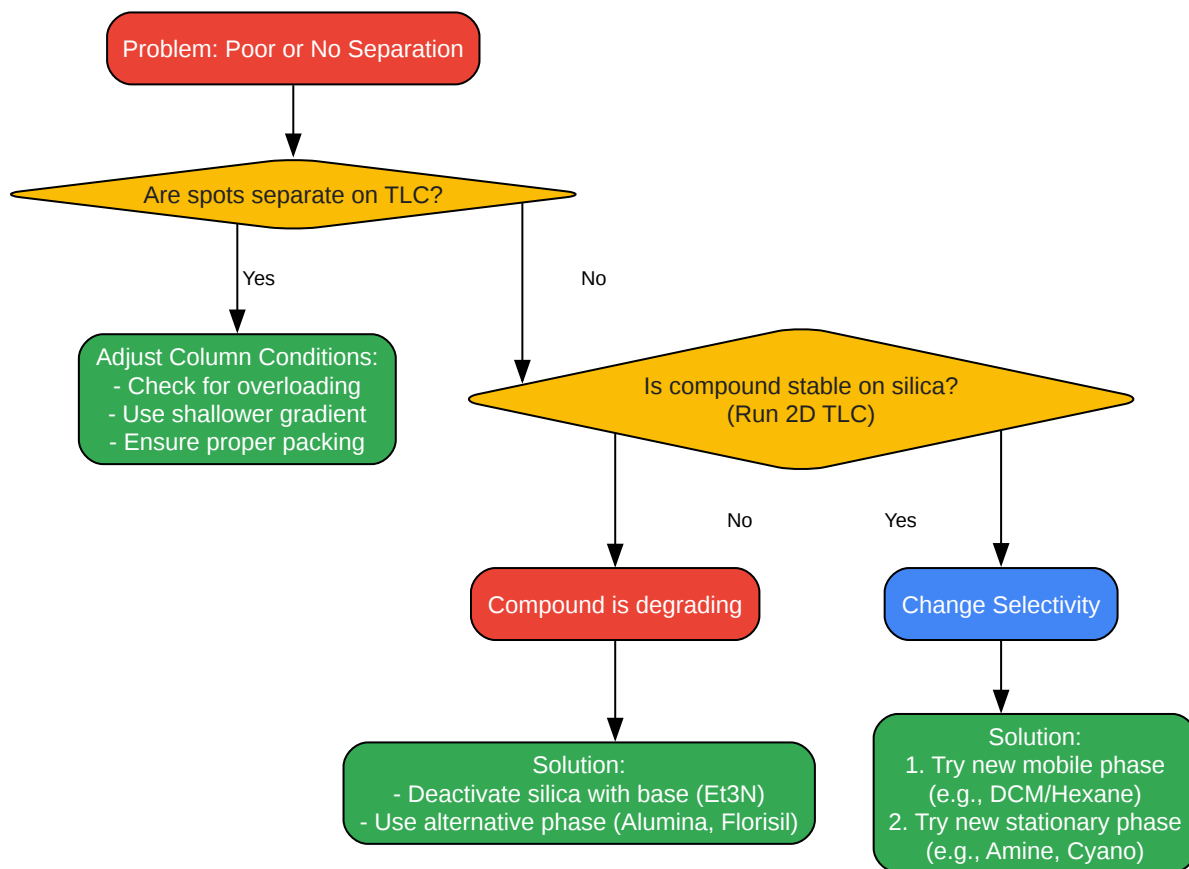 Problem: Poor or No Separation
Are spots separate on TLC?
Yes
No
Adjust Column Conditions:
- Check for overloading
- Use shallower gradient
- Ensure proper packing
Is compound stable on silica?
(Run 2D TLC)
No
Yes
Compound is degrading
Change Selectivity
Solution:
- Deactivate silica with base (Et3N)
- Use alternative phase (Alumina, Florisil)
Solution:
1. Try new mobile phase
(e.g., DCM/Hexane)
2. Try new stationary phase
(e.g., Amine, Cyano)